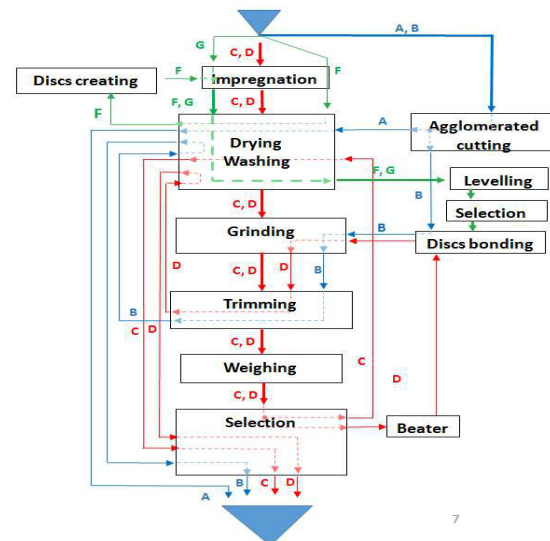 A, B
G
C, D
F
Impregnation
Discs creating
F
C, D
F, G
F
Drying
Washing
A
Agglomerated
cutting
F, G
Levelling
B
Selection
C, D
B
Discs bonding
Grinding
D
C, D
D
B
Trimming
B
C
D
C, D
C
D
Weighing
C, D
Selection
Beater
A
B
C
D
7